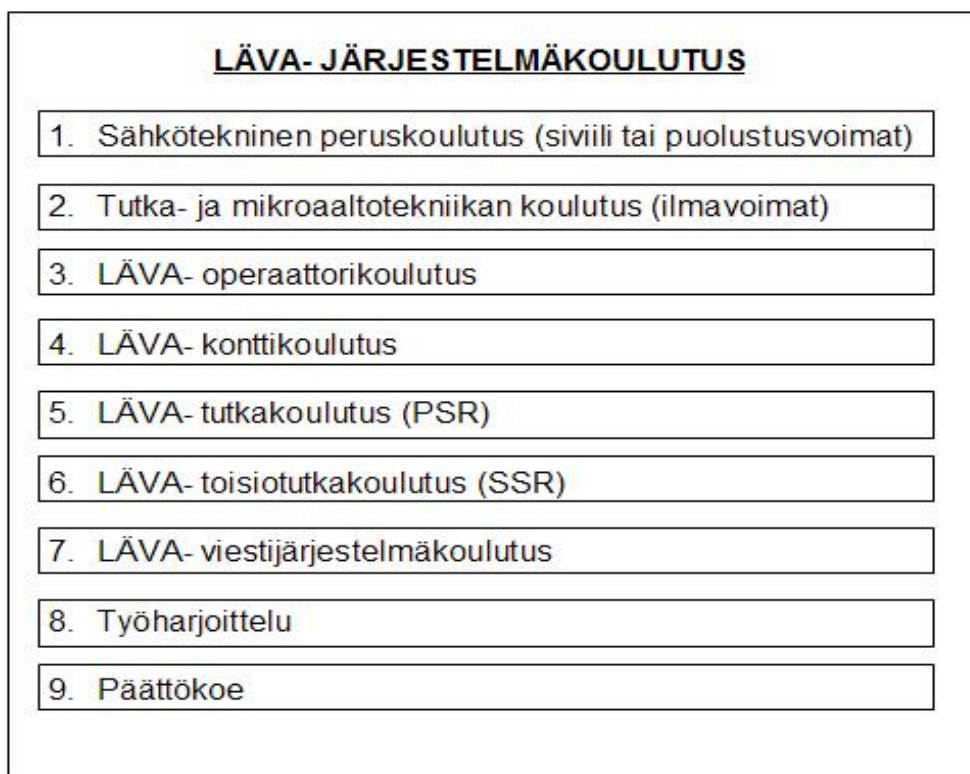 LÄVA- JÄRJESTELMÄKOULUTUS
1. Sähkötekninen peruskoulutus (siviili tai puolustusvoimat)
2. Tutka- ja mikroaaltotekniikan koulutus (ilmavoimat)
3. LÄVA- operaattorikoulutus
4. LÄVA- konttikoulutus
5. LÄVA- tutkakoulutus (PSR)
6. LÄVA- toisiotutkakoulutus (SSR)
7. LÄVA- viestijärjestelmäkoulutus
8. Työharjoittelu
9. Päättökoe